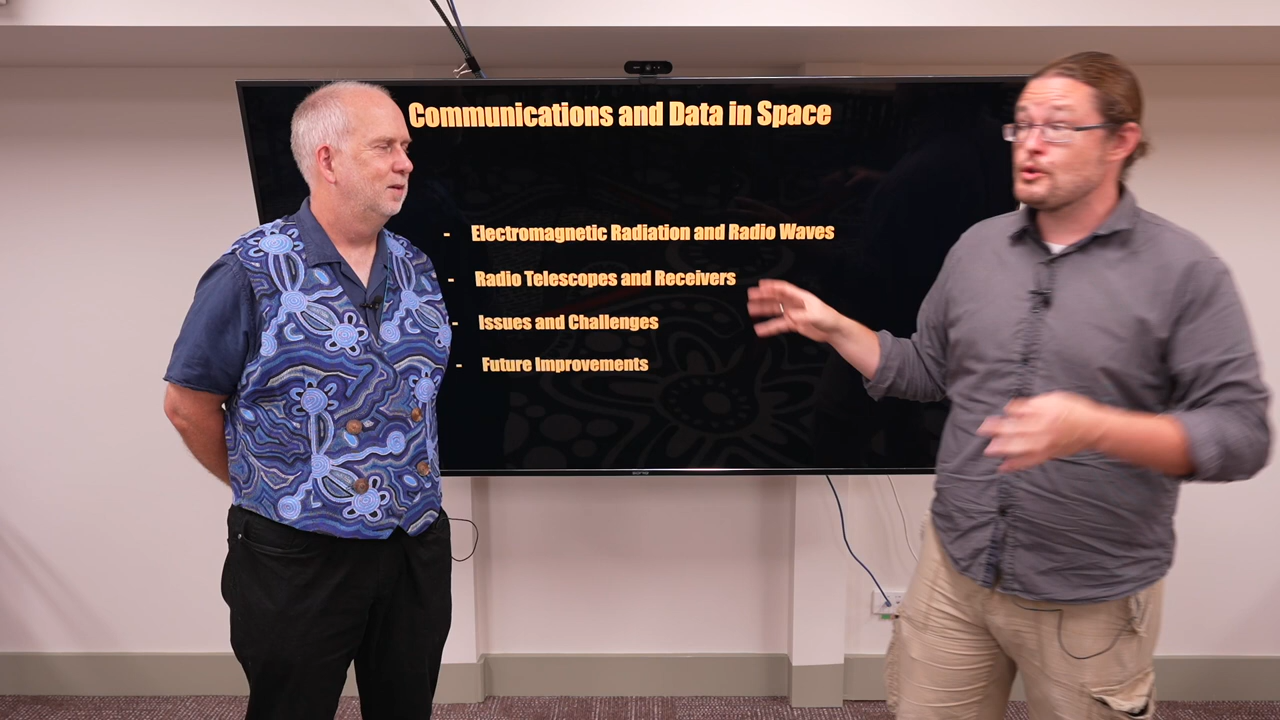 Communications and Data in Space
- Electromagnetic Radiation and Radio Waves
- Radio Telescopes and Receivers
- Issues and Challenges
- Future Improvements